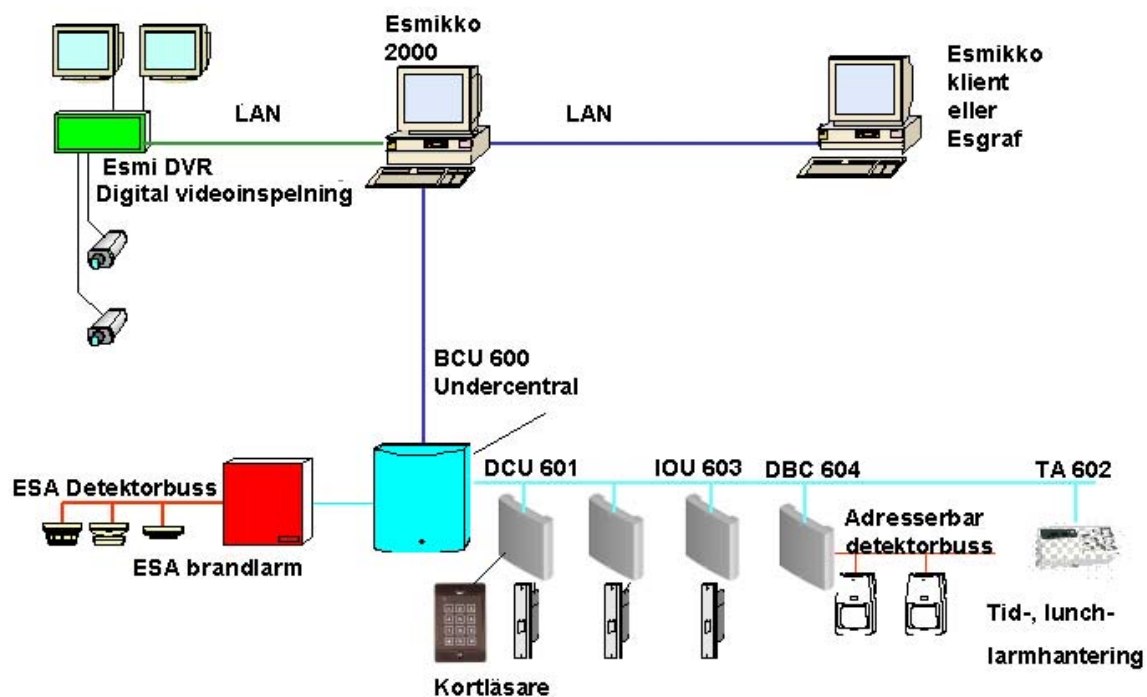 Esmikko
2000
Esmikko
klient
eller
Esgraf
LAN
LAN
Esmi DVR
Digital videoinspelning
BCU 600
Undercentral
DCU 601
IOU 603
DBC 604
TA 602
ESA Detektorbuss
Adresserbar
detektorbuss
ESA brandlarm
Tid-, lunch-
larmhantering
Kortläsare